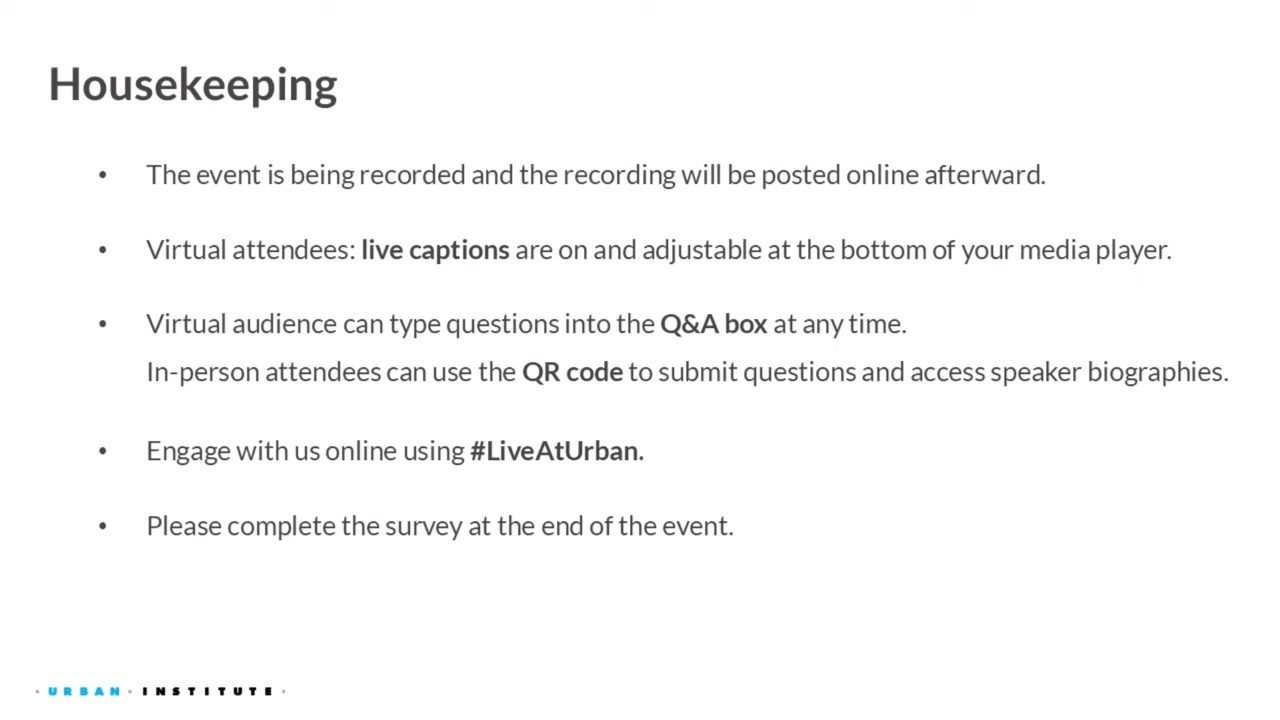 Housekeeping
• The event is being recorded and the recording will be posted online afterward.
• Virtual attendees: live captions are on and adjustable at the bottom of your media player.
• Virtual audience can type questions into the Q&A box at any time.
In-person attendees can use the QR code to submit questions and access speaker biographies.
• Engage with us online using #LiveAtUrban.
• Please complete the survey at the end of the event.
· URBAN · INSTITUTE ·